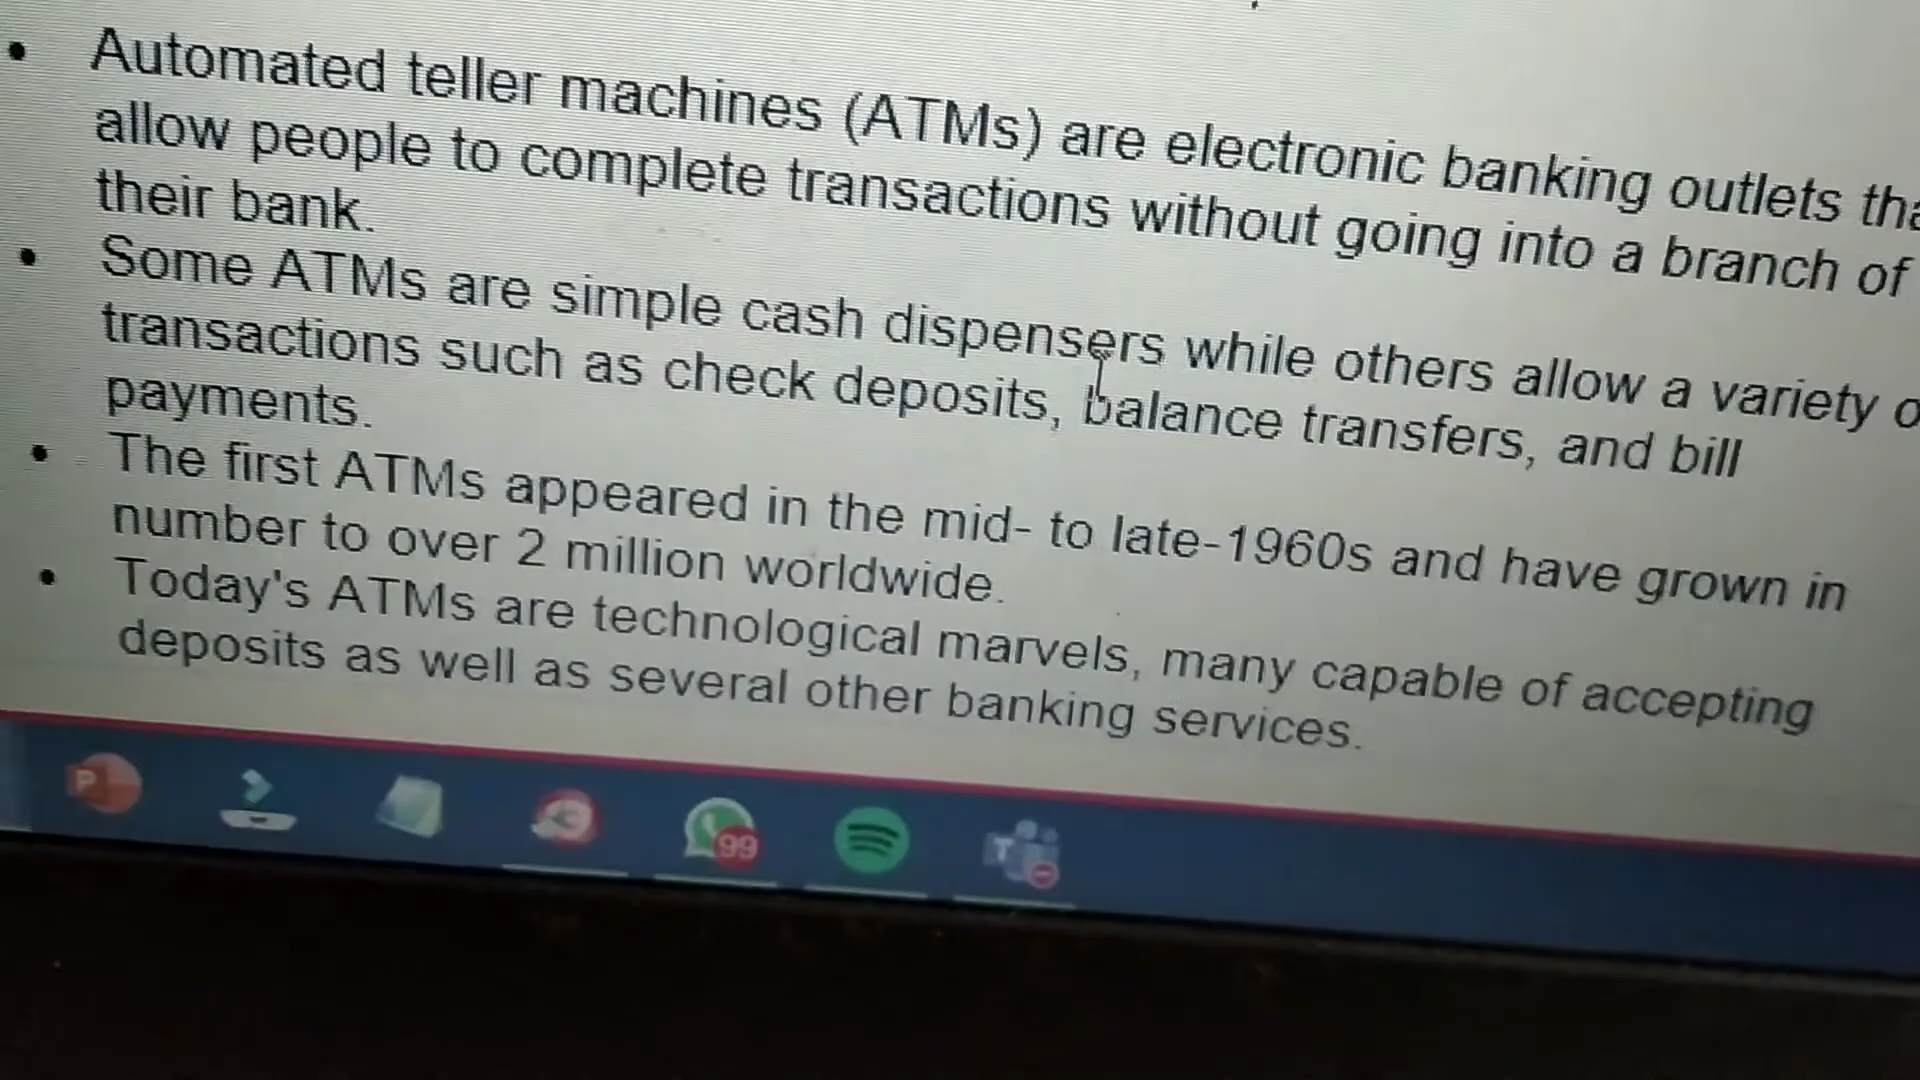 • Automated teller machines (ATMs) are electronic banking outlets tha
allow people to complete transactions without going into a branch of
their bank.
• Some ATMs are simple cash dispensers while others allow a variety o
transactions such as check deposits, balance transfers, and bill
payments.
• The first ATMs appeared in the mid- to late-1960s and have grown in
number to over 2 million worldwide.
• Today's ATMs are technological marvels, many capable of accepting
deposits as well as several other banking services.
P
99
T